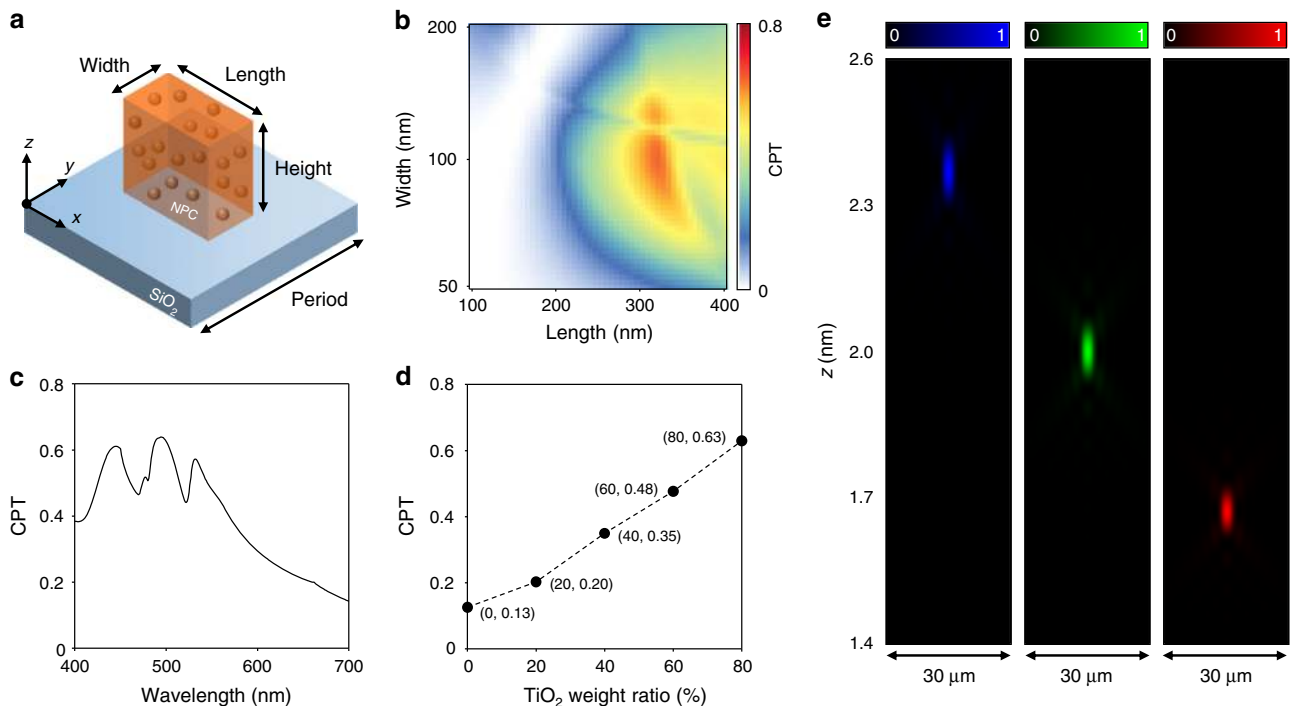 a
Width
Length
Height
z
y
x
NPC
SiO2
Period
b
200
100
50
Width (nm)
100 200 300 400
Length (nm)
0.8
CPT
0
c
0.8
0.6
0.4
0.2
0
CPT
400 500 600 700
Wavelength (nm)
d
0.8
0.6
0.4
0.2
0
CPT
(80, 0.63)
(60, 0.48)
(40, 0.35)
(20, 0.20)
(0, 0.13)
0 20 40 60 80
TiO2 weight ratio (%)
e
0 1 0 1 0 1
2.6
2.3
2.0
1.7
1.4
z (nm)
30 μm 30 μm 30 μm